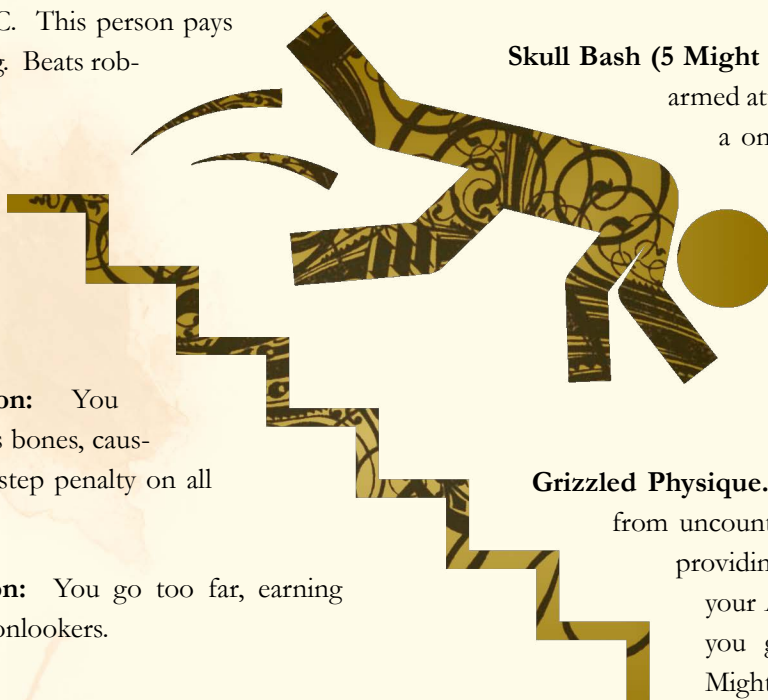 C. This person pays
g. Beats rob-
on: You
s bones, caus-
step penalty on all
on: You go too far, earning
onlookers.
Skull Bash (5 Might
armed at
a on
Grizzled Physique.
from uncount
providin
your
you g
Might